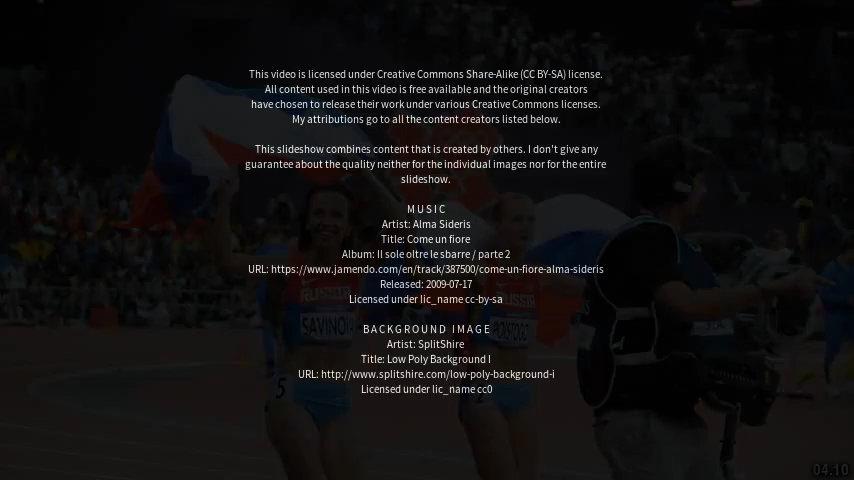 This video is licensed under Creative Commons Share-Alike (CC BY-SA) license.
All content used in this video is free available and the original creators
have chosen to release their work under various Creative Commons licenses.
My attributions go to all the content creators listed below.
This slideshow combines content that is created by others. I don't give any
guarantee about the quality neither for the individual images nor for the entire
slideshow.
MUSIC
Artist: Alma Sideris
Title: Come un fiore
Album: Il sole oltre le sbarre / parte 2
URL: https://www.jamendo.com/en/track/387500/come-un-fiore-alma-sideris
Released: 2009-07-17
Licensed under lic_name cc-by-sa
RUSSIA
RUSSIA
SAVINOV
BACKGROUND IMAGE
Artist: SplitShire
Title: Low Poly Background I
URL: http://www.splitshire.com/low-poly-background-i
Licensed under lic_name cc0
5
04.10